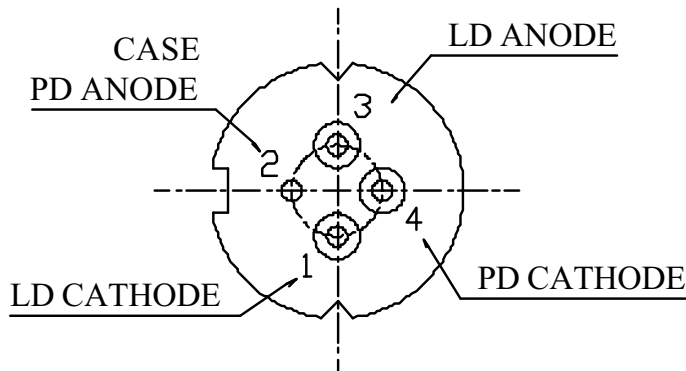 CASE
PD ANODE
LD ANODE
3
2
4
1
LD CATHODE
PD CATHODE